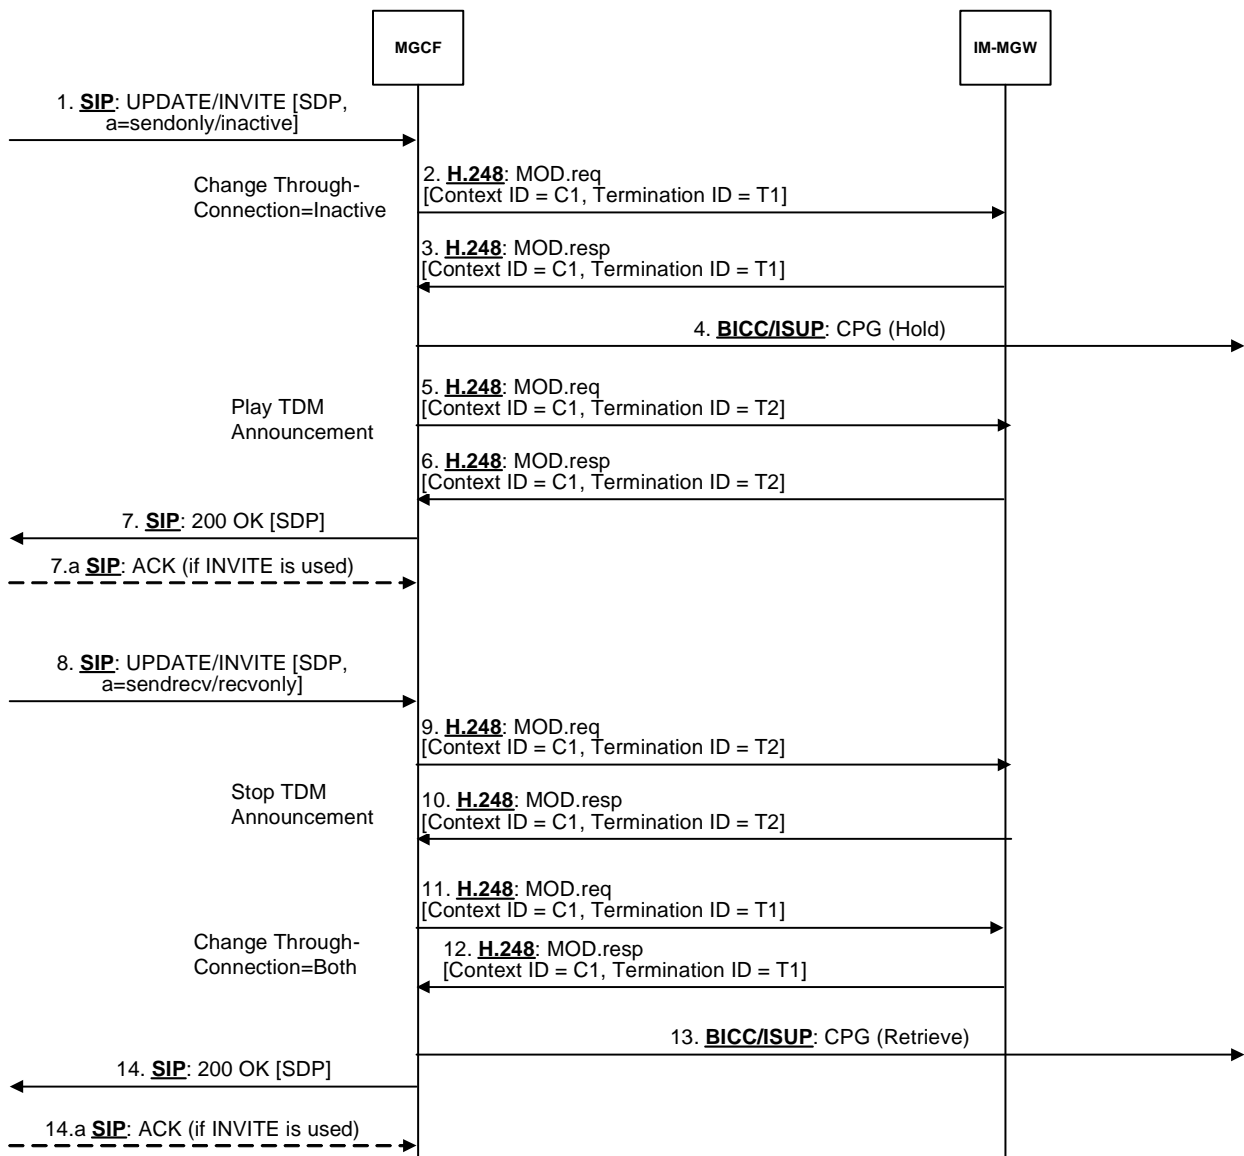 MGCF
IM-MGW
1. SIP: UPDATE/INVITE [SDP,
a=sendonly/inactive]
Change Through-
Connection=Inactive
2. H.248: MOD.req
[Context ID = C1, Termination ID = T1]
3. H.248: MOD.resp
[Context ID = C1, Termination ID = T1]
4. BICC/ISUP: CPG (Hold)
Play TDM
Announcement
5. H.248: MOD.req
[Context ID = C1, Termination ID = T2]
6. H.248: MOD.resp
[Context ID = C1, Termination ID = T2]
7. SIP: 200 OK [SDP]
7.a SIP: ACK (if INVITE is used)
8. SIP: UPDATE/INVITE [SDP,
a=sendrecv/recvonly]
9. H.248: MOD.req
[Context ID = C1, Termination ID = T2]
Stop TDM
Announcement
10. H.248: MOD.resp
[Context ID = C1, Termination ID = T2]
11. H.248: MOD.req
[Context ID = C1, Termination ID = T1]
Change Through-
Connection=Both
12. H.248: MOD.resp
[Context ID = C1, Termination ID = T1]
13. BICC/ISUP: CPG (Retrieve)
14. SIP: 200 OK [SDP]
14.a SIP: ACK (if INVITE is used)